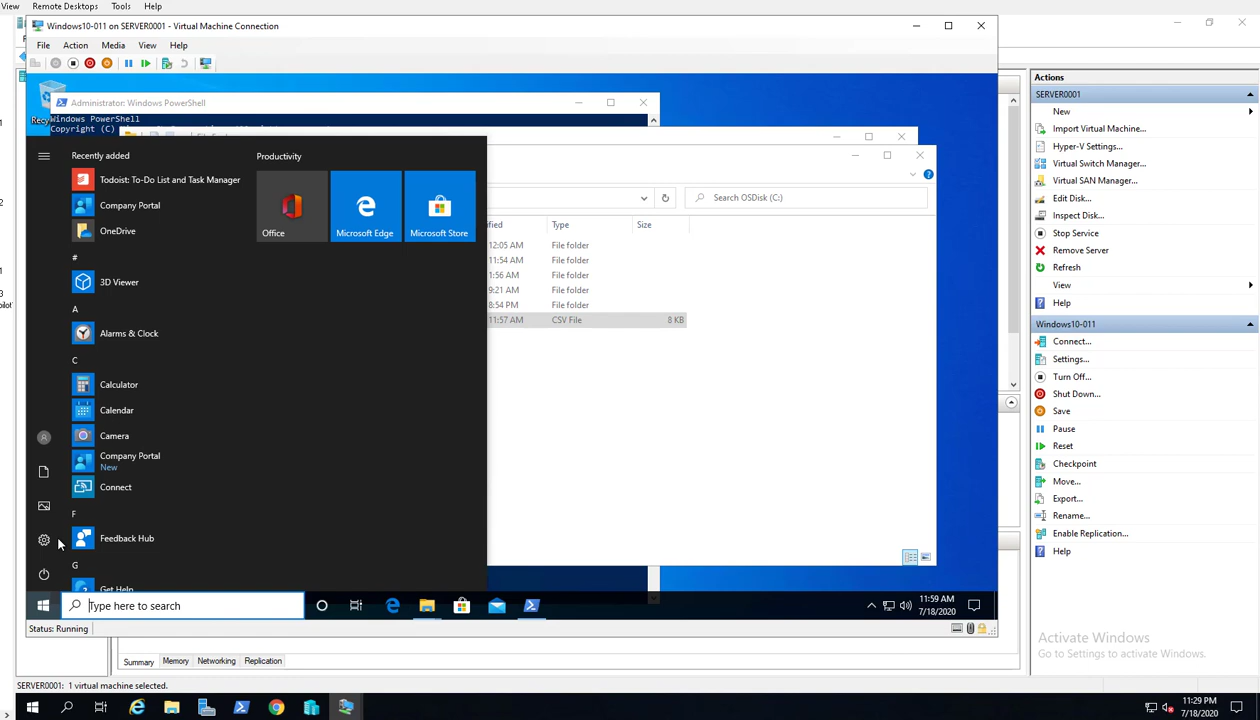 View Remote Desktops Tools Help
Windows10-011 on SERVER0001 - Virtual Machine Connection
File Action Media View Help
Administrator: Windows PowerShell
Windows PowerShell
Copyright (C)
Recently added
Todoist: To-Do List and Task Manager
Company Portal
OneDrive
#
3D Viewer
A
Alarms & Clock
C
Calculator
Calendar
Camera
Company Portal
New
Connect
F
Feedback Hub
G
Get Help
Productivity
Office
Microsoft Edge
Microsoft Store
Search OSDisk (C:)
Type Size
12:05 AM File folder
11:54 AM File folder
1:56 AM File folder
9:21 AM File folder
8:54 PM File folder
11:57 AM CSV File 8 KB
Type here to search
11:59 AM
7/18/2020
Status: Running
Summary Memory Networking Replication
SERVER0001: 1 virtual machine selected.
Actions
SERVER0001
New
Import Virtual Machine...
Hyper-V Settings...
Virtual Switch Manager...
Virtual SAN Manager...
Edit Disk...
Inspect Disk...
Stop Service
Remove Server
Refresh
View
Help
Windows10-011
Connect...
Settings...
Turn Off...
Shut Down...
Save
Pause
Reset
Checkpoint
Move...
Export...
Rename...
Enable Replication...
Help
Activate Windows
Go to Settings to activate Windows.
11:29 PM
7/18/2020